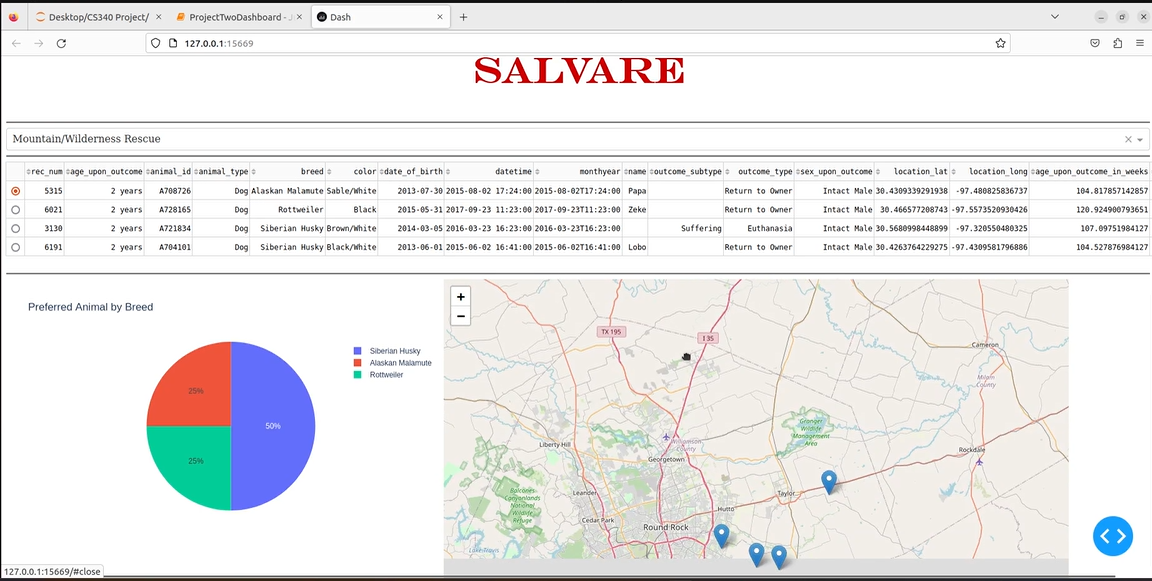 Desktop/CS340 Project/
ProjectTwoDashboard - J
Dash
127.0.0.1:15669
SALVARE
Mountain/Wilderness Rescue
rec_num age_upon_outcome animal_id animal_type breed color date_of_birth datetime monthyear name outcome_subtype outcome_type sex_upon_outcome location_lat location_long age_upon_outcome_in_weeks
5315 2 years A708726 Dog Alaskan Malamute Sable/White 2013-07-30 2015-08-02 17:24:00 2015-08-02T17:24:00 Papa Return to Owner Intact Male 30.4309339291938 -97.480825836737 104.817857142857
6021 2 years A728165 Dog Rottweiler Black 2015-05-31 2017-09-23 11:23:00 2017-09-23T11:23:00 Zeke Return to Owner Intact Male 30.466577208743 -97.5573520930426 120.924900793651
3130 2 years A721834 Dog Siberian Husky Brown/White 2014-03-05 2016-03-23 16:23:00 2016-03-23T16:23:00 Suffering Euthanasia Intact Male 30.5680998448899 -97.320550480325 107.09751984127
6191 2 years A704101 Dog Siberian Husky Black/White 2013-06-01 2015-06-02 16:41:00 2015-06-02T16:41:00 Lobo Return to Owner Intact Male 30.4263764229275 -97.4309581796886 104.527876984127
Preferred Animal by Breed
Siberian Husky
Alaskan Malamute
Rottweiler
25%
50%
25%
+
−
TX 195
I 35
Cameron
Milam
County
Granger
Wildlife
Management
Area
Liberty Hill
Williamson
County
Georgetown
Rockdale
Leander
Taylor
Balcones
Canyonlands
National
Wildlife
Refuge
Hutto
Cedar Park
Round Rock
Lake Travis
127.0.0.1:15669/#close